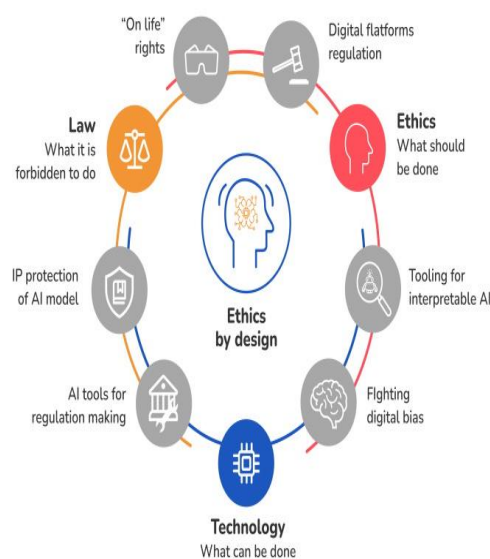 “On life”
rights
Digital flatforms
regulation
Law
What it is
forbidden to do
Ethics
What should
be done
IP protection
of AI model
Ethics
by design
Tooling for
interpretable AI
AI tools for
regulation making
FIghting
digital bias
Technology
What can be done